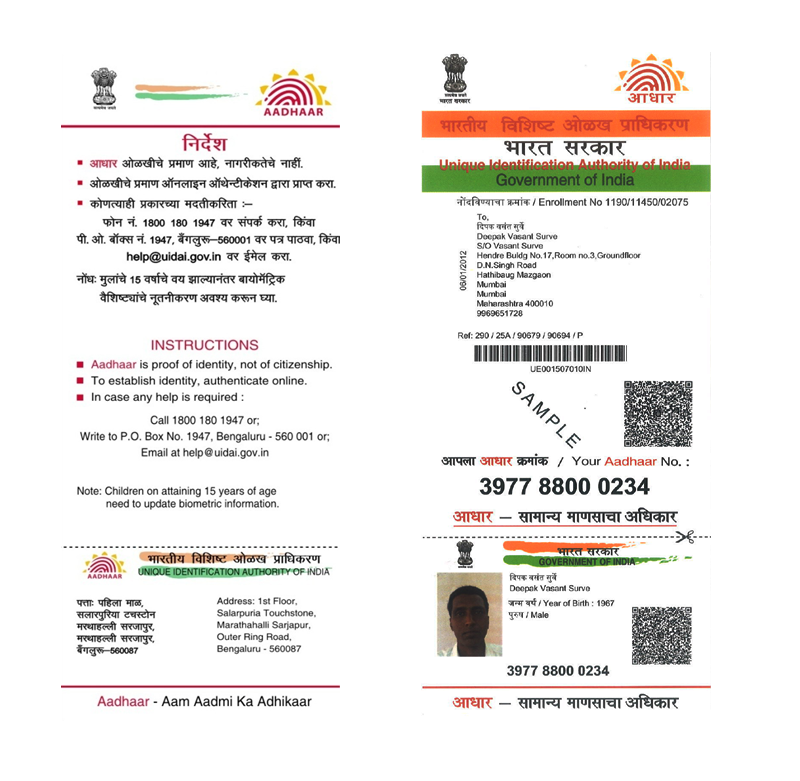 AADHAAR
निर्देश
आधार ओळखीचे प्रमाण आहे, नागरीकतेचे नाहीं.
ओळखीचे प्रमाण ऑनलाइन ऑथेन्टीकेशन द्वारा प्राप्त करा.
कोणत्याही प्रकारच्या मदतीकरिता :–
फोन नं. 1800 180 1947 वर संपर्क करा, किंवा
पी. ओ. बॉक्स नं. 1947, बैंगलुरू–560001 वर पत्र पाठवा, किंवा
help@uidai.gov.in वर ईमेल करा.
नोंधः मुलांचे 15 वर्षाचे वय झाल्यानंतर बायोमॅट्रिक
वैशिष्ट्यांचे नूतनीकरण अवश्य करून घ्या.
INSTRUCTIONS
Aadhaar is proof of identity, not of citizenship.
To establish identity, authenticate online.
In case any help is required :
Call 1800 180 1947 or;
Write to P.O. Box No. 1947, Bengaluru - 560 001 or;
Email at help@uidai.gov.in
Note: Children on attaining 15 years of age
need to update biometric information.
AADHAAR
भारतीय विशिष्ट ओळख प्राधिकरण
UNIQUE IDENTIFICATION AUTHORITY OF INDIA
पत्ताः पहिला माळ,
सलारपुरिया टचस्टोन
मरथाहल्ली सरजापुर,
मरथाहल्ली सरजापुर,
बैंगलुरू–560087
Address: 1st Floor,
Salarpuria Touchstone,
Marathahalli Sarjapur,
Outer Ring Road,
Bengaluru - 560087
Aadhaar - Aam Aadmi Ka Adhikaar
सत्यमेव जयते
भारत सरकार
आधार
भारतीय विशिष्ट ओळख प्राधिकरण
भारत सरकार
Unique Identification Authority of India
Government of India
नोंदविण्याचा क्रमांक / Enrollment No 1190/11450/02075
To,
दिपक वसंत सुर्वे
Deepak Vasant Surve
S/O Vasant Surve
Hendre Buldg No.17,Room no.3,Groundfloor
D.N.Singh Road
Hathibaug Mazgaon
Mumbai
Mumbai
Maharashtra 400010
9969651728
06/01/2012
Ref: 290 / 25A / 90679 / 90694 / P
UE001507010IN
SAMPLE
आपला आधार क्रमांक / Your Aadhaar No. :
3977 8800 0234
आधार — सामान्य माणसाचा अधिकार
भारत सरकार
GOVERNMENT OF INDIA
दिपक वसंत सुर्वे
Deepak Vasant Surve
जन्म वर्ष / Year of Birth : 1967
पुरुष / Male
3977 8800 0234
आधार — सामान्य माणसाचा अधिकार